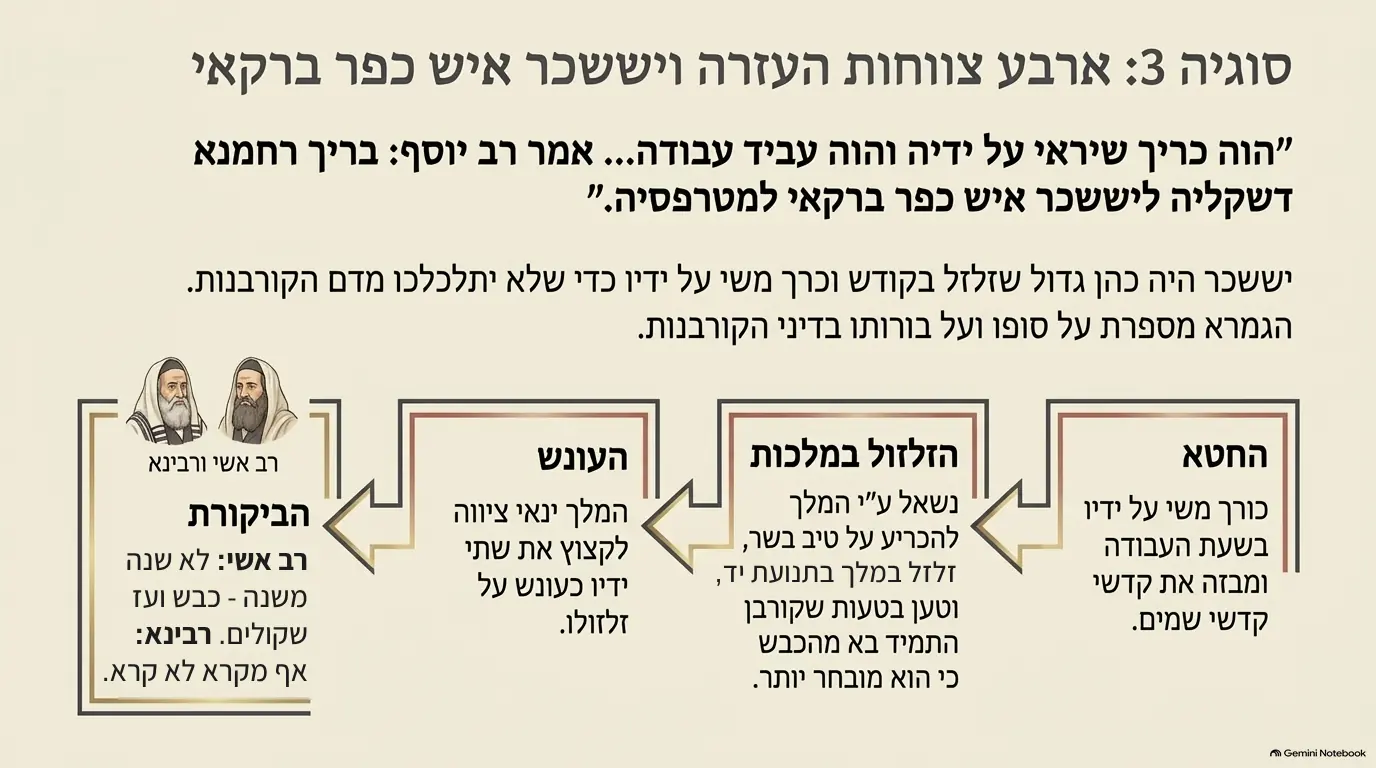 סוגיה 3: ארבע צווחות העזרה ויששכר איש כפר ברקאי
"הוה כריך שיראי על ידיה והוה עביד עבודה... אמר רב יוסף: בריך רחמנא
דשקליה ליששכר איש כפר ברקאי למטרפסיה."
יששכר היה כהן גדול שזלזל בקודש וכרך משי על ידיו כדי שלא יתלכלכו מדם הקורבנות.
הגמרא מספרת על סופו ועל בורותו בדיני הקורבנות.
החטא
כורך משי על ידיו
בשעת העבודה
ומבזה את קדשי
קדשי שמים.
הזלזול במלכות
נשאל ע"י המלך
להכריע על טיב בשר,
זלזל במלך בתנועת יד,
וטען בטעות שקורבן
התמיד בא מהכבש
כי הוא מובחר יותר.
העונש
המלך ינאי ציווה
לקצוץ את שתי
ידיו כעונש על
זלזולו.
רב אשי ורבינא
הביקורת
רב אשי: לא שנה
משנה - כבש ועז
שקולים. רבינא:
אף מקרא לא קרא.
Gemini Notebook